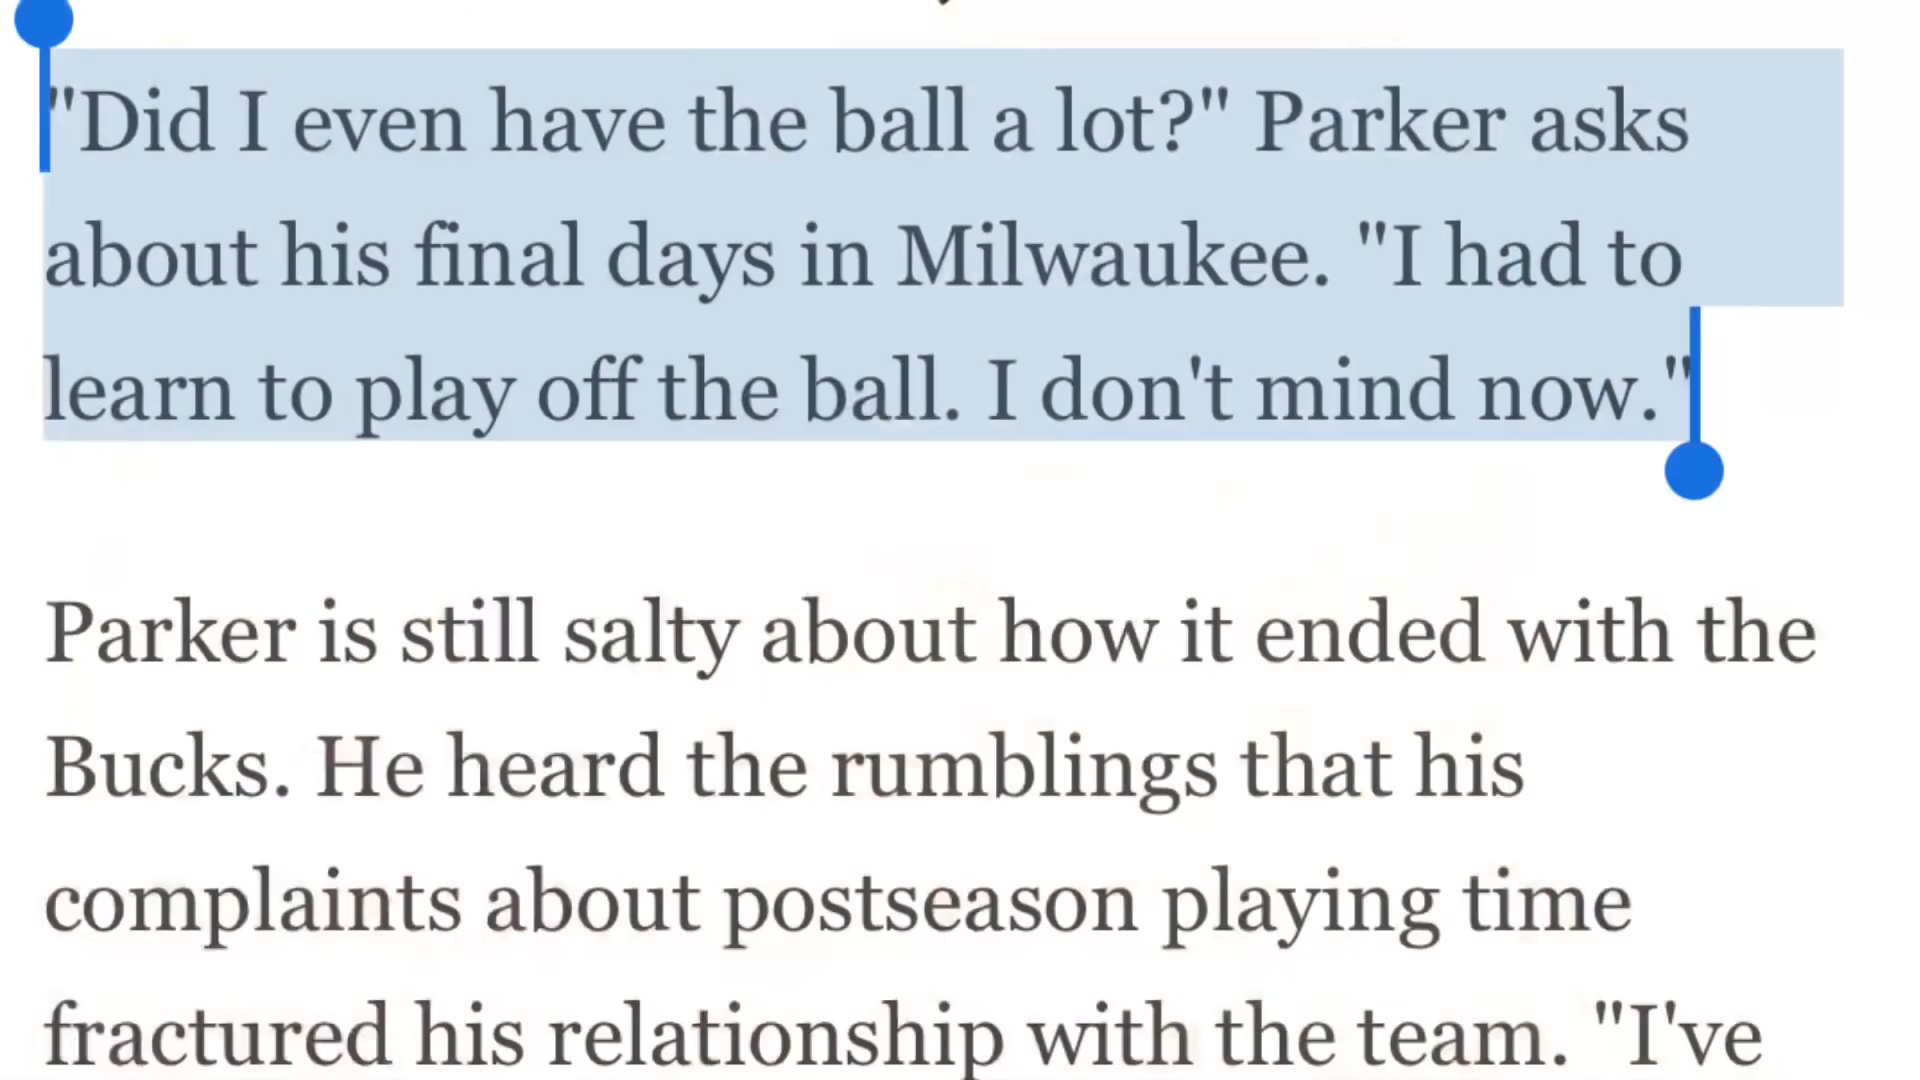 "Did I even have the ball a lot?" Parker asks
about his final days in Milwaukee. "I had to
learn to play off the ball. I don't mind now."
Parker is still salty about how it ended with the
Bucks. He heard the rumblings that his
complaints about postseason playing time
fractured his relationship with the team. "I've